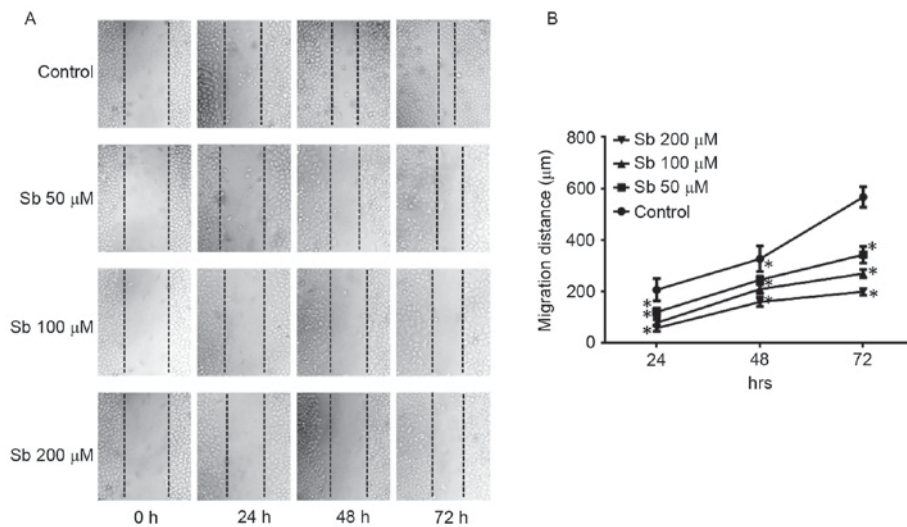 A
Control
Sb 50 μM
Sb 100 μM
Sb 200 μM
0 h 24 h 48 h 72 h
B
Sb 200 μM
Sb 100 μM
Sb 50 μM
Control
Migration distance (μm)
800
600
400
200
0
* * * * * * * * *
24 48 72
hrs